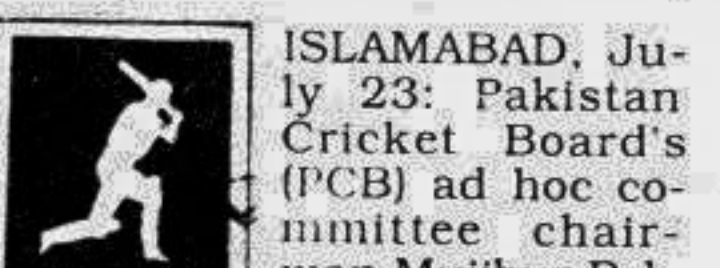 ISLAMABAD, Ju-
ly 23: Pakistan
Cricket Board's
(PCB) ad hoc co-
mmittee chair-